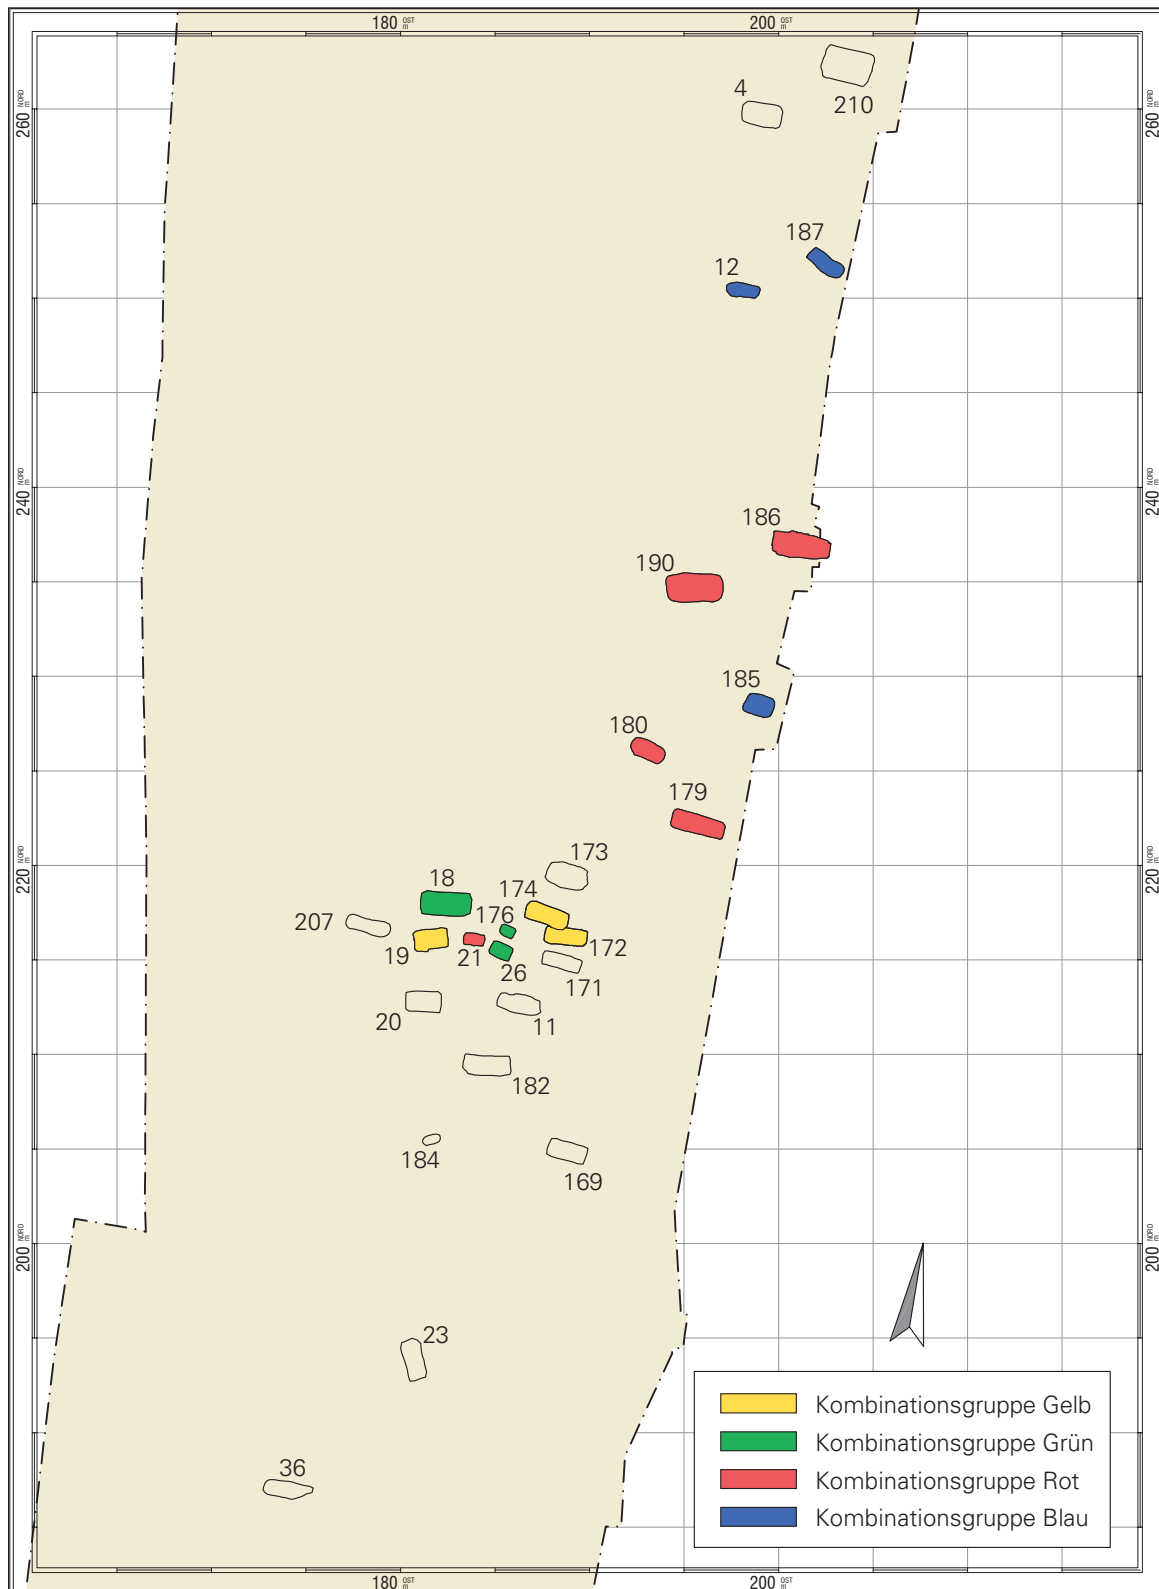 180 OST m
200 OST m
4
210
260 NORD m
260 NORD m
187
12
240 NORD m
240 NORD m
186
190
185
180
179
220 NORD m
220 NORD m
173
18
174
176
207
19
21
26
172
171
20
11
182
184
169
200 NORD m
200 NORD m
23
36
Kombinationsgruppe Gelb
Kombinationsgruppe Grün
Kombinationsgruppe Rot
Kombinationsgruppe Blau
180 OST m
200 OST m